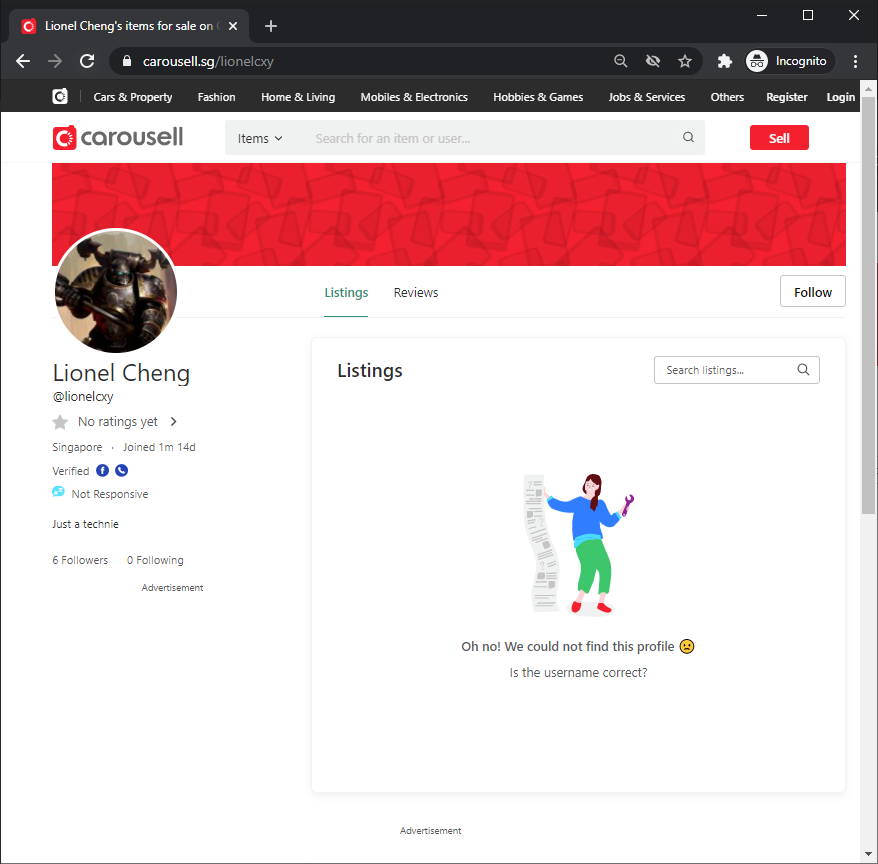 Lionel Cheng's items for sale on
carousell.sg/lionelcxy
Incognito
Cars & Property
Fashion
Home & Living
Mobiles & Electronics
Hobbies & Games
Jobs & Services
Others
Register
Login
carousell
Items
Search for an item or user...
Sell
Listings
Reviews
Follow
Lionel Cheng
@lionelcxy
No ratings yet
Singapore · Joined 1m 14d
Verified
Not Responsive
Just a technie
6 Followers
0 Following
Advertisement
Listings
Search listings...
Oh no! We could not find this profile 😟
Is the username correct?
Advertisement